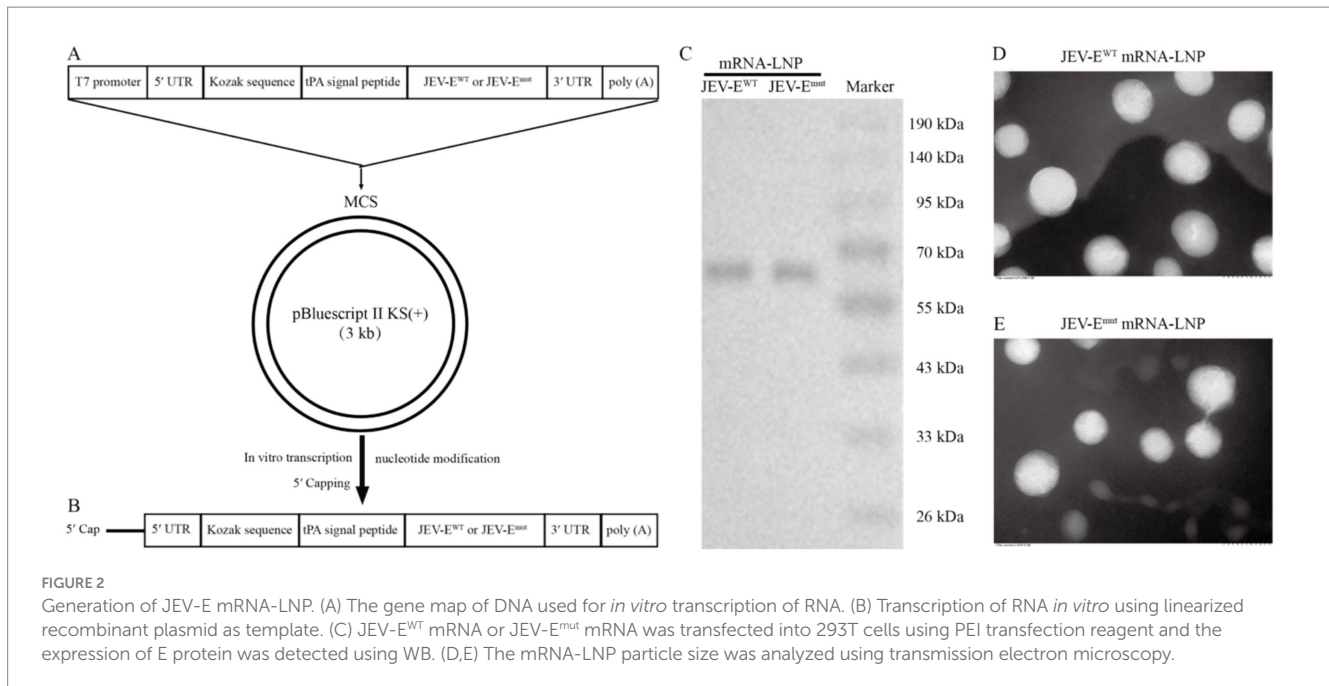 A
T7 promoter 5′ UTR Kozak sequence tPA signal peptide JEV-Eᵂᵀ or JEV-Eᵐᵘᵗ 3′ UTR poly (A)
MCS
pBluescript II KS(+)
(3 kb)
In vitro transcription nucleotide modification
5′ Capping
B
5′ Cap 5′ UTR Kozak sequence tPA signal peptide JEV-Eᵂᵀ or JEV-Eᵐᵘᵗ 3′ UTR poly (A)
C
mRNA-LNP
JEV-Eᵂᵀ JEV-Eᵐᵘᵗ Marker
190 kDa
140 kDa
95 kDa
70 kDa
55 kDa
43 kDa
33 kDa
26 kDa
D
JEV-Eᵂᵀ mRNA-LNP
E
JEV-Eᵐᵘᵗ mRNA-LNP
FIGURE 2
Generation of JEV-E mRNA-LNP. (A) The gene map of DNA used for in vitro transcription of RNA. (B) Transcription of RNA in vitro using linearized
recombinant plasmid as template. (C) JEV-Eᵂᵀ mRNA or JEV-Eᵐᵘᵗ mRNA was transfected into 293T cells using PEI transfection reagent and the
expression of E protein was detected using WB. (D,E) The mRNA-LNP particle size was analyzed using transmission electron microscopy.